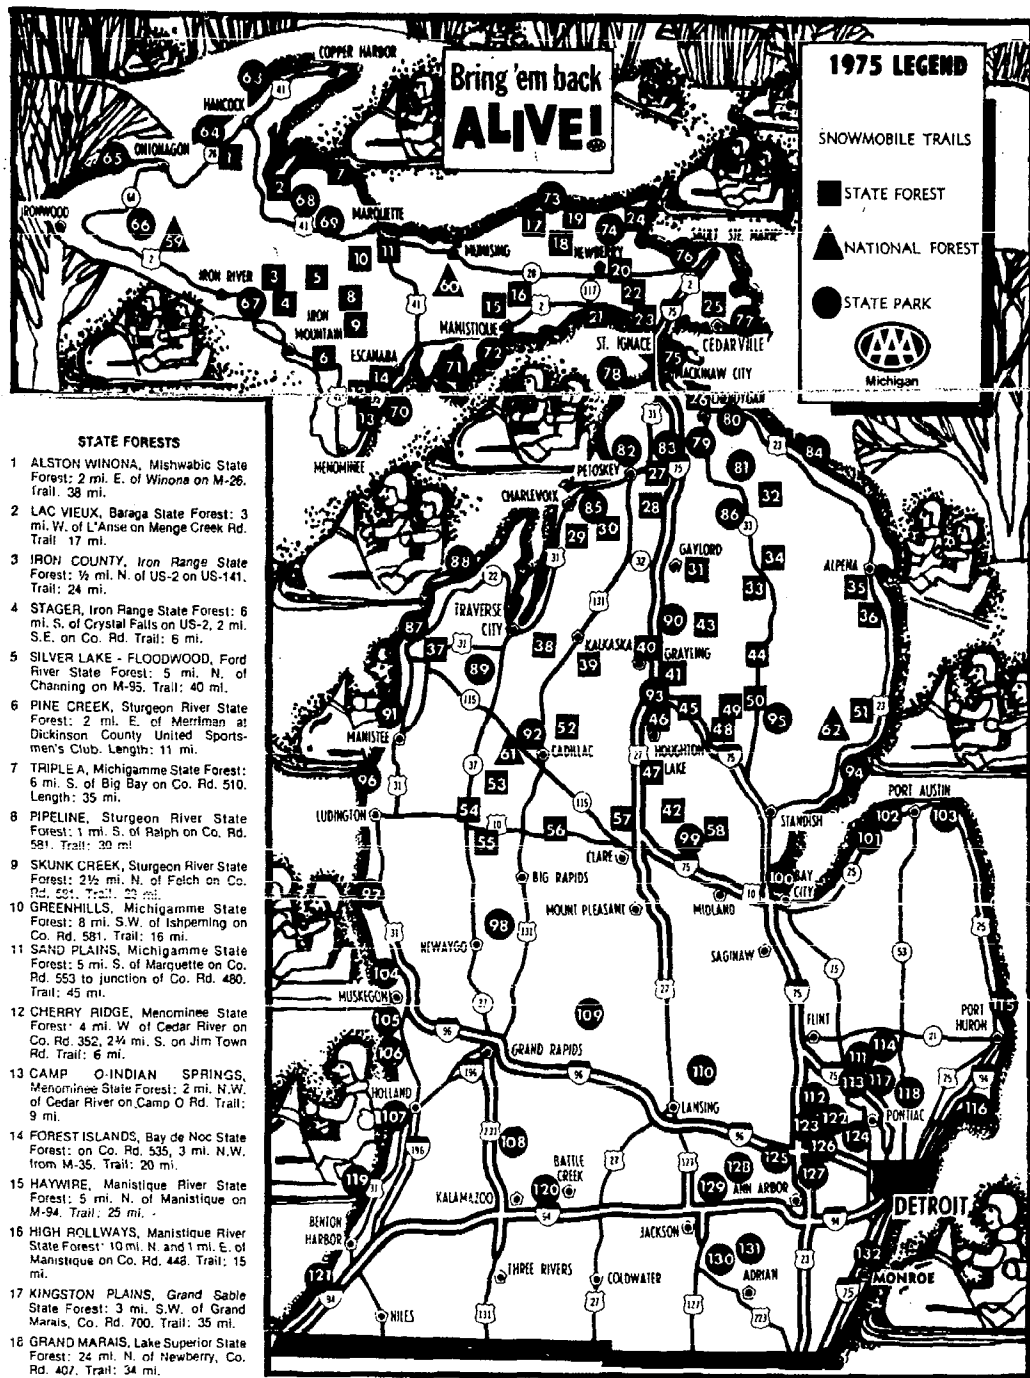 Bring 'em back
ALIVE!
1975 LEGEND
SNOWMOBILE TRAILS
STATE FOREST
NATIONAL FOREST
STATE PARK
AAA
Michigan
COPPER HARBOR
HANCOCK
ONTONAGON
IRONWOOD
MARQUETTE
MUNISING
NEWBERRY
SAULT STE. MARIE
IRON RIVER
IRON
MOUNTAIN
MANISTIQUE
ESCANABA
ST. IGNACE
CEDARVILLE
MACKINAW CITY
CHEBOYGAN
MENOMINEE
PETOSKEY
CHARLEVOIX
GAYLORD
ALPENA
TRAVERSE
CITY
KALKASKA
GRAYLING
MANISTEE
CADILLAC
HOUGHTON
LAKE
LUDINGTON
STANDISH
PORT AUSTIN
CLARE
BIG RAPIDS
MOUNT PLEASANT
MIDLAND
BAY
CITY
NEWAYGO
SAGINAW
MUSKEGON
FLINT
PORT
HURON
GRAND RAPIDS
HOLLAND
LANSING
PONTIAC
BATTLE
CREEK
KALAMAZOO
ANN ARBOR
DETROIT
BENTON
HARBOR
JACKSON
THREE RIVERS
COLDWATER
ADRIAN
MONROE
NILES
STATE FORESTS
1 ALSTON WINONA, Mishwabic State
Forest: 2 mi. E. of Winona on M-26.
Trail. 38 mi.
2 LAC VIEUX, Baraga State Forest: 3
mi. W. of L'Anse on Menge Creek Rd.
Trail 17 mi.
3 IRON COUNTY, Iron Range State
Forest: ½ mi. N. of US-2 on US-141.
Trail: 24 mi.
4 STAGER, Iron Range State Forest: 6
mi. S. of Crystal Falls on US-2, 2 mi.
S.E. on Co. Rd. Trail: 6 mi.
5 SILVER LAKE - FLOODWOOD, Ford
River State Forest: 5 mi. N. of
Channing on M-95. Trail: 40 mi.
6 PINE CREEK, Sturgeon River State
Forest: 2 mi. E. of Merriman at
Dickinson County United Sports-
men's Club. Length: 11 mi.
7 TRIPLE A, Michigamme State Forest:
6 mi. S. of Big Bay on Co. Rd. 510.
Length: 35 mi.
8 PIPELINE, Sturgeon River State
Forest: 1 mi. S. of Ralph on Co. Rd.
581. Trail: 30 mi
9 SKUNK CREEK, Sturgeon River State
Forest: 2½ mi. N. of Felch on Co.
Rd. 581. Trail: mi.
10 GREENHILLS, Michigamme State
Forest: 8 mi. S.W. of Ishpeming on
Co. Rd. 581. Trail: 16 mi.
11 SAND PLAINS, Michigamme State
Forest: 5 mi. S. of Marquette on Co.
Rd. 553 to junction of Co. Rd. 480.
Trail: 45 mi.
12 CHERRY RIDGE, Menominee State
Forest: 4 mi. W of Cedar River on
Co. Rd. 352, 2¼ mi. S. on Jim Town
Rd. Trail: 6 mi.
13 CAMP O-INDIAN SPRINGS,
Menominee State Forest: 2 mi. N.W.
of Cedar River on Camp O Rd. Trail:
9 mi.
14 FOREST ISLANDS, Bay de Noc State
Forest: on Co. Rd. 535, 3 mi. N.W.
from M-35. Trail: 20 mi.
15 HAYWIRE, Manistique River State
Forest: 5 mi. N. of Manistique on
M-94. Trail: 25 mi.
16 HIGH ROLLWAYS, Manistique River
State Forest: 10 mi. N. and 1 mi. E. of
Manistique on Co. Rd. 448. Trail: 15
mi.
17 KINGSTON PLAINS, Grand Sable
State Forest: 3 mi. S.W. of Grand
Marais, Co. Rd. 700. Trail: 35 mi.
18 GRAND MARAIS, Lake Superior State
Forest: 24 mi. N. of Newberry, Co.
Rd. 407. Trail: 34 mi.